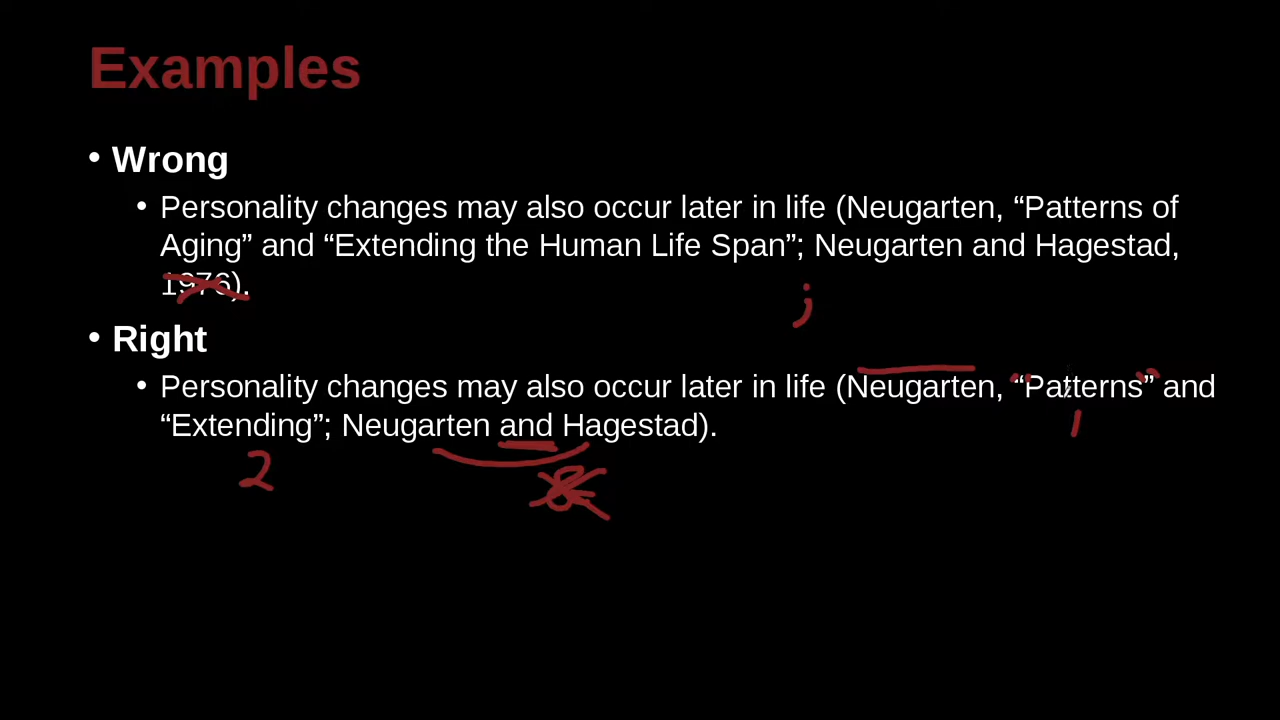 Examples
• Wrong
• Personality changes may also occur later in life (Neugarten, “Patterns of
Aging” and “Extending the Human Life Span”; Neugarten and Hagestad,
1976).
;
• Right
• Personality changes may also occur later in life (Neugarten, “Patterns” and
1
“Extending”; Neugarten and Hagestad).
2 &